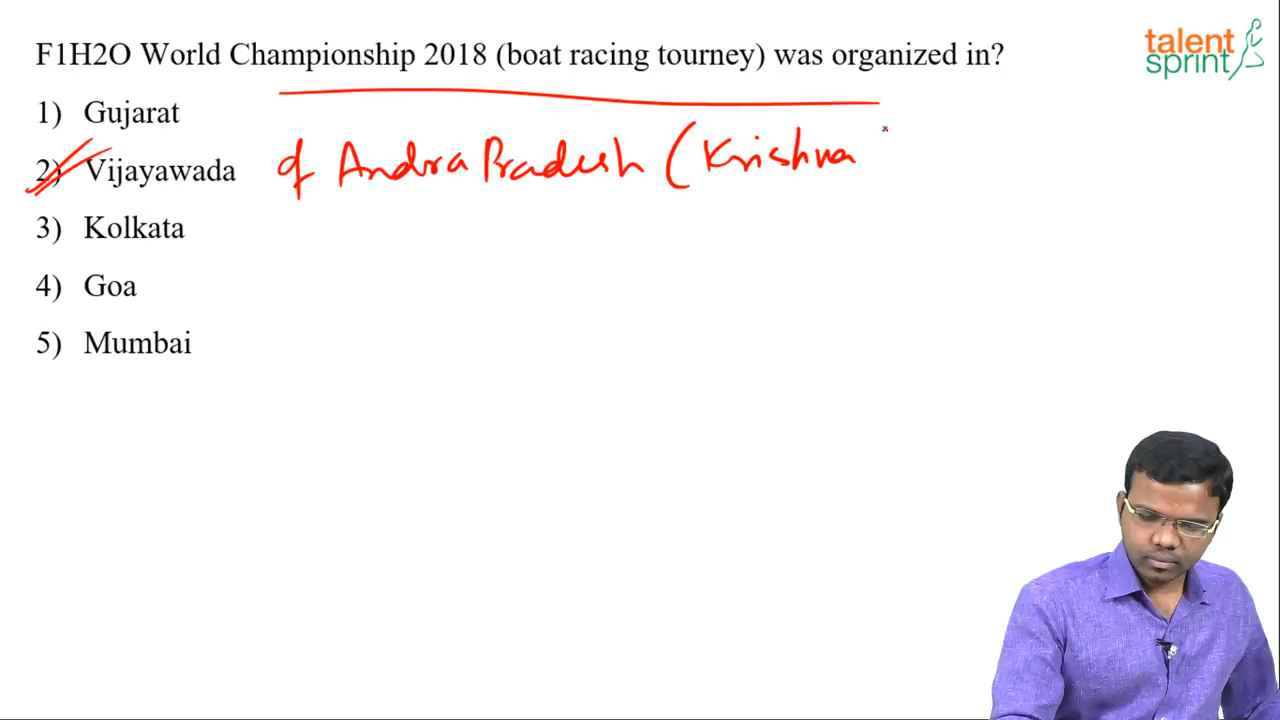 F1H2O World Championship 2018 (boat racing tourney) was organized in?
talent
sprint
1) Gujarat
2) Vijayawada of Andra Pradesh (Krishna
3) Kolkata
4) Goa
5) Mumbai